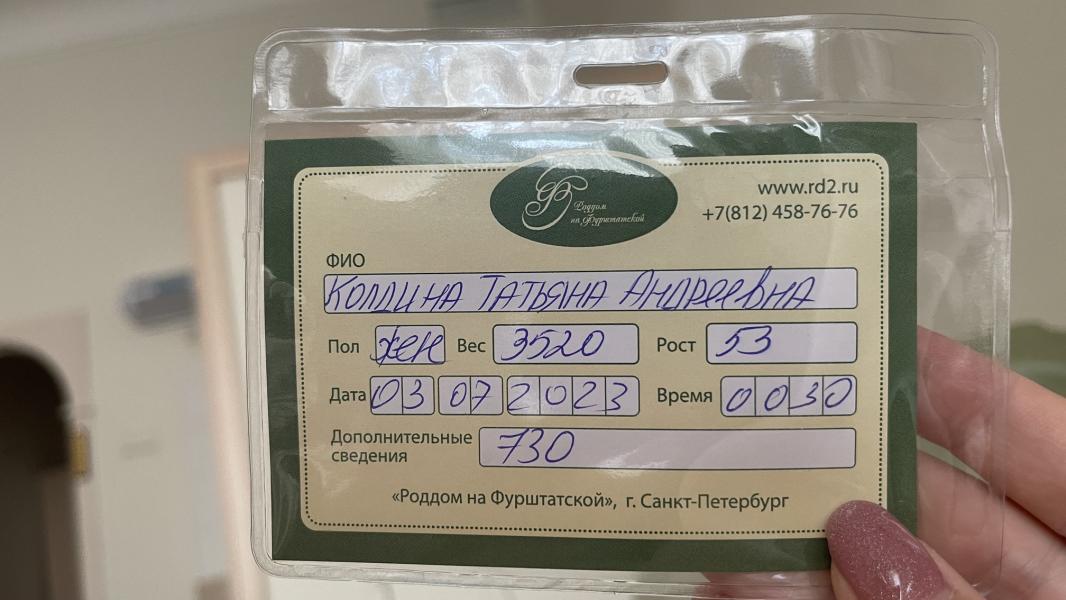 Роддом
на Фурштатской
www.rd2.ru
+7(812) 458-76-76
ФИО
Колдина Татьяна Андреевна
Пол жен Вес 3520 Рост 53
Дата 03 07 2023 Время 0030
Дополнительные
сведения 730
«Роддом на Фурштатской», г. Санкт-Петербург